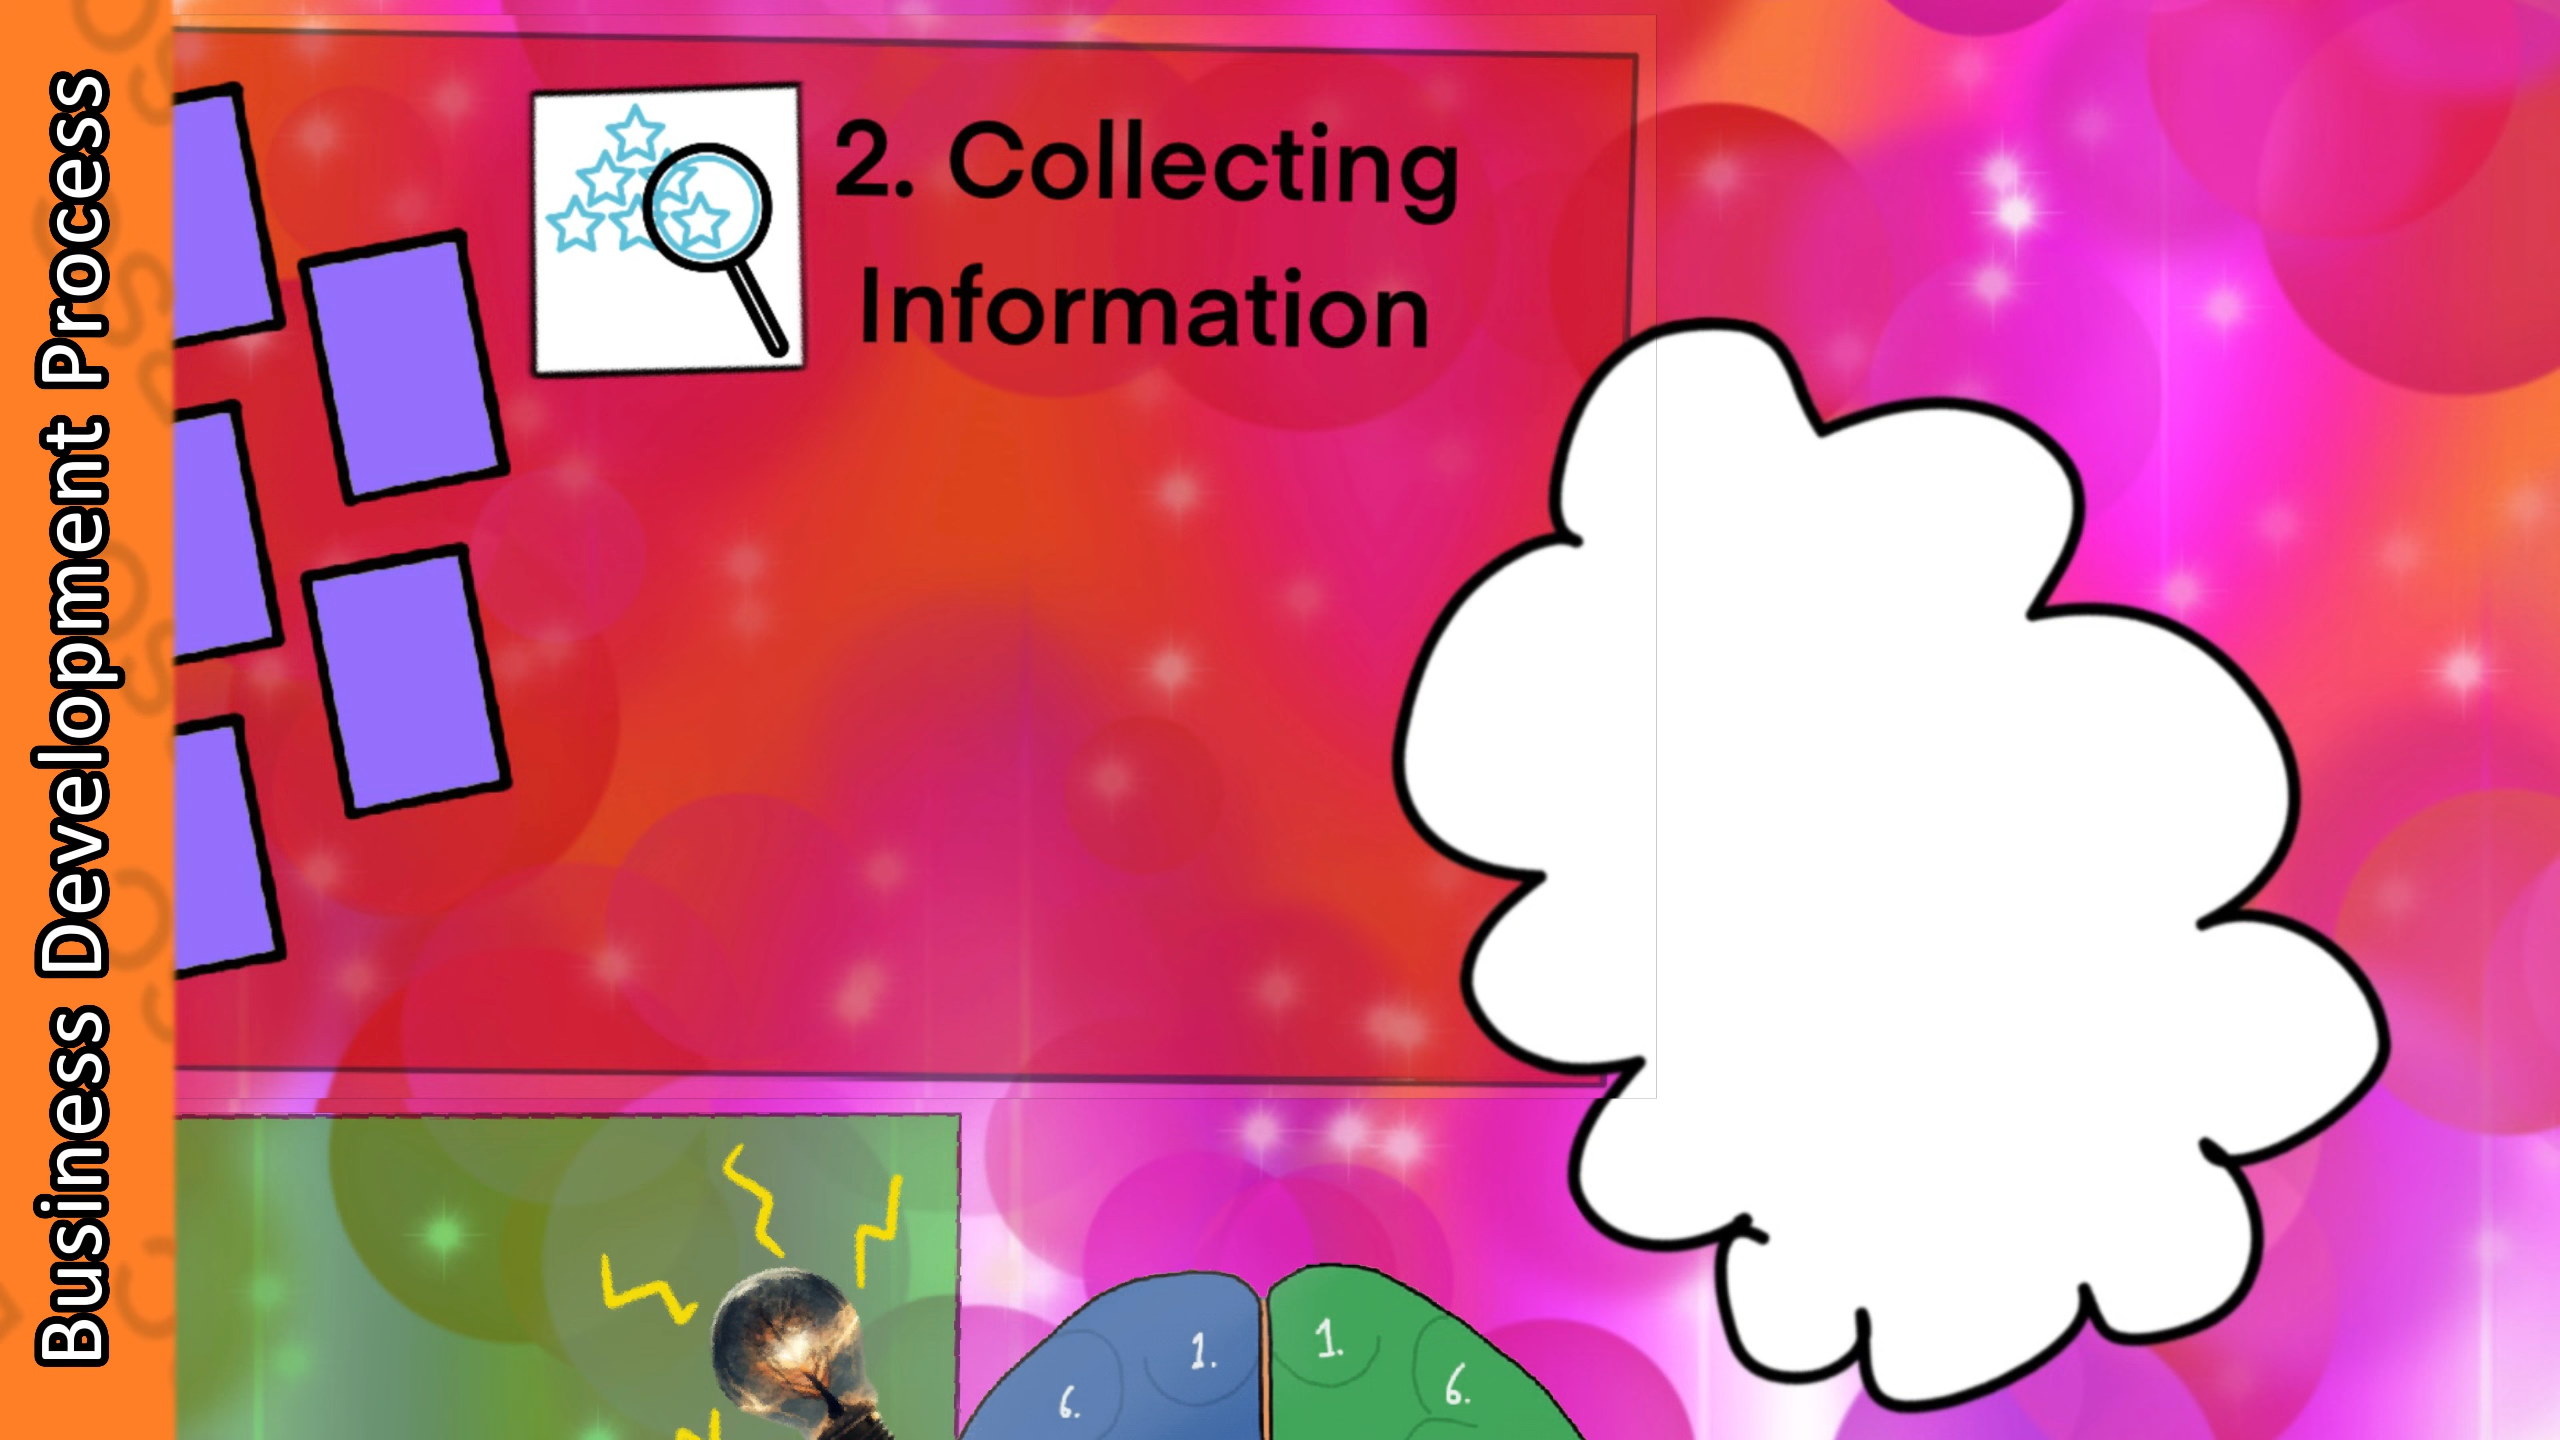 Business Development Process
2. Collecting
Information
1.
1.
6.
6.